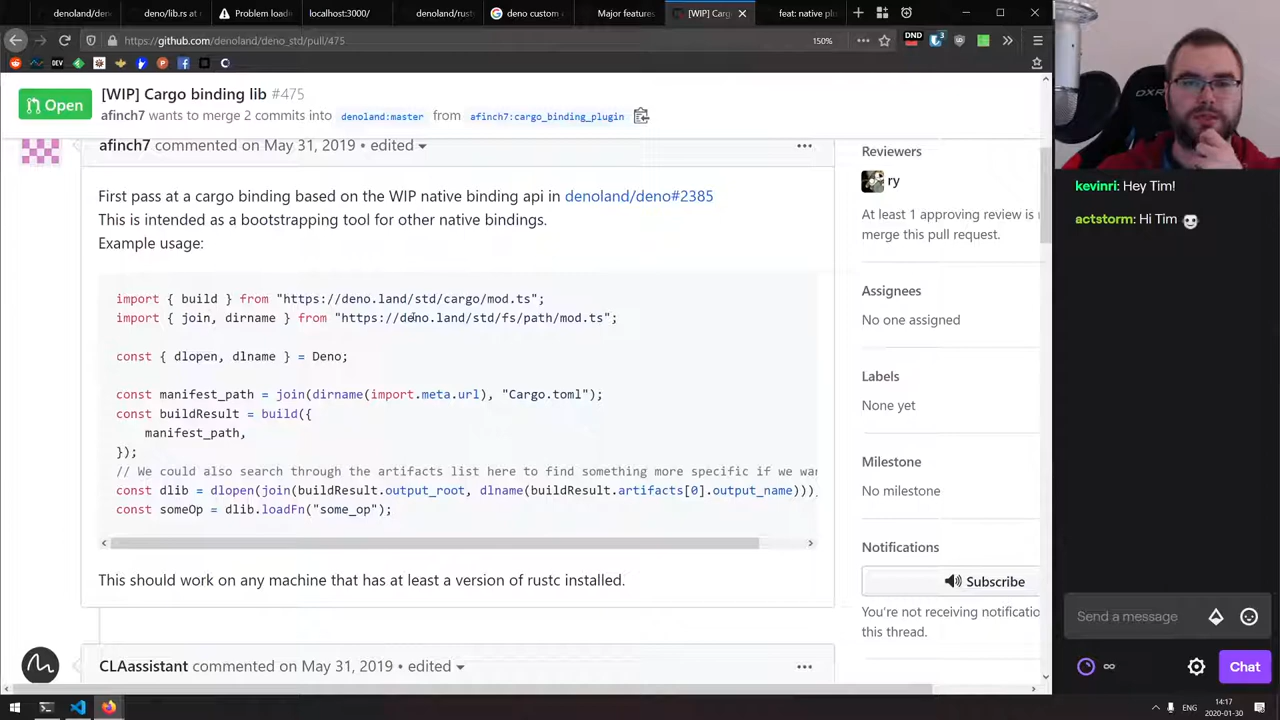 denoland/deno
deno/lib.rs at r
Problem loade
localhost:3000/
denoland/rust
deno custom
Major features
[WIP] Carg
feat: native plu
https://github.com/denoland/deno_std/pull/475
150%
DND
3
DEV
[WIP] Cargo binding lib #475
Open
afinch7 wants to merge 2 commits into denoland:master from afinch7:cargo_binding_plugin
afinch7 commented on May 31, 2019 • edited
First pass at a cargo binding based on the WIP native binding api in denoland/deno#2385
This is intended as a bootstrapping tool for other native bindings.
Example usage:
import { build } from "https://deno.land/std/cargo/mod.ts";
import { join, dirname } from "https://deno.land/std/fs/path/mod.ts";
const { dlopen, dlname } = Deno;
const manifest_path = join(dirname(import.meta.url), "Cargo.toml");
const buildResult = build({
manifest_path,
});
// We could also search through the artifacts list here to find something more specific if we wan
const dlib = dlopen(join(buildResult.output_root, dlname(buildResult.artifacts[0].output_name)))
const someOp = dlib.loadFn("some_op");
This should work on any machine that has at least a version of rustc installed.
CLAassistant commented on May 31, 2019 • edited
Reviewers
ry
At least 1 approving review is
merge this pull request.
Assignees
No one assigned
Labels
None yet
Milestone
No milestone
Notifications
Subscribe
You're not receiving notificatio
this thread.
DXR
kevinri: Hey Tim!
actstorm: Hi Tim
Send a message
Chat
ENG
14:17
2020-01-30